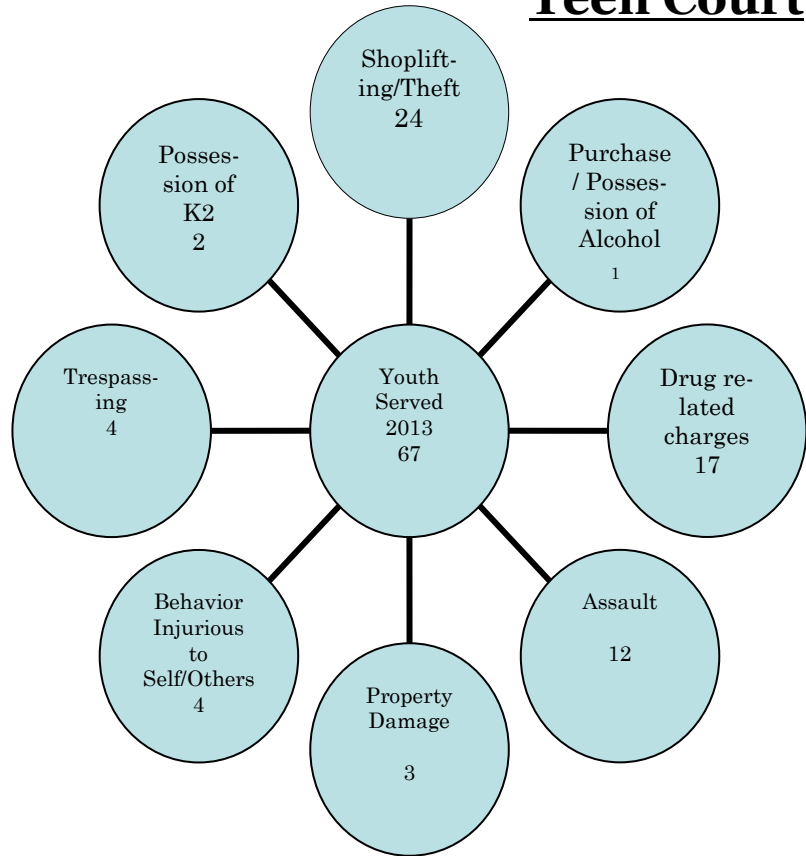 Teen Court
Shoplift-
ing/Theft
24
Purchase
/ Posses-
sion of
Alcohol
1
Drug re-
lated
charges
17
Assault
12
Property
Damage
3
Behavior
Injurious
to
Self/Others
4
Trespass-
ing
4
Posses-
sion of
K2
2
Youth
Served
2013
67